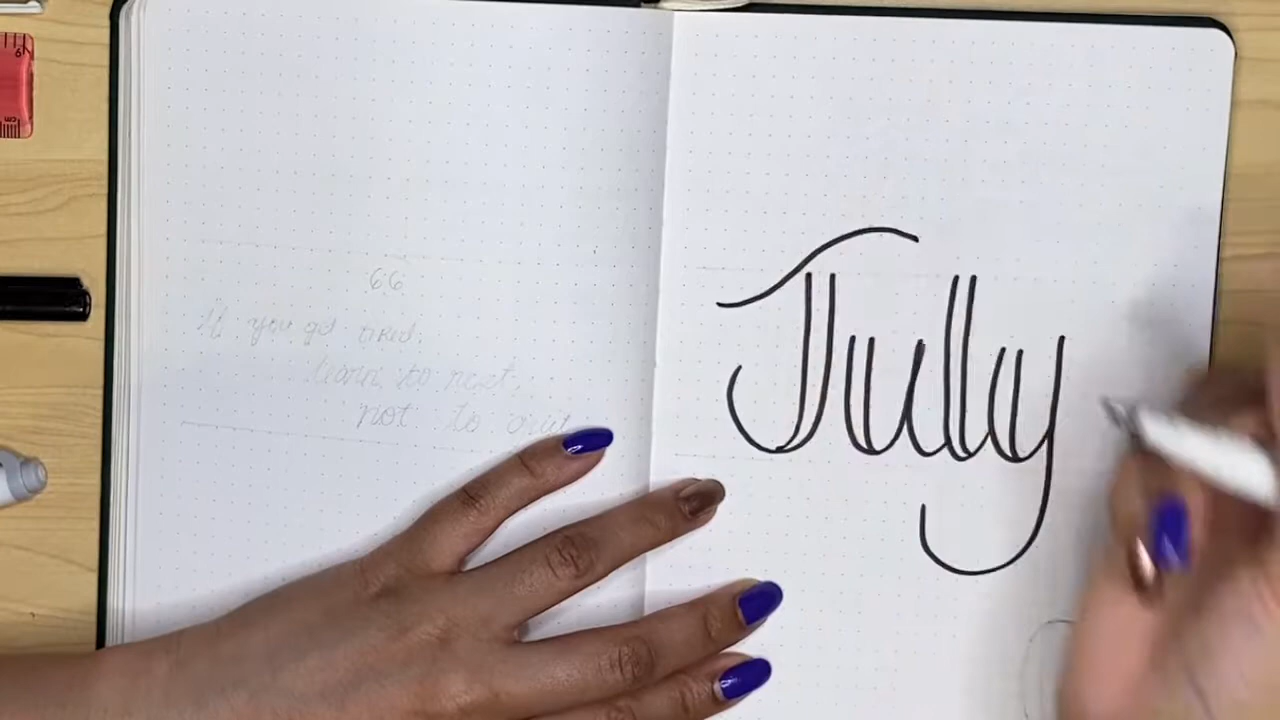 66
If you get tired,
learn to rest,
not to quit
July